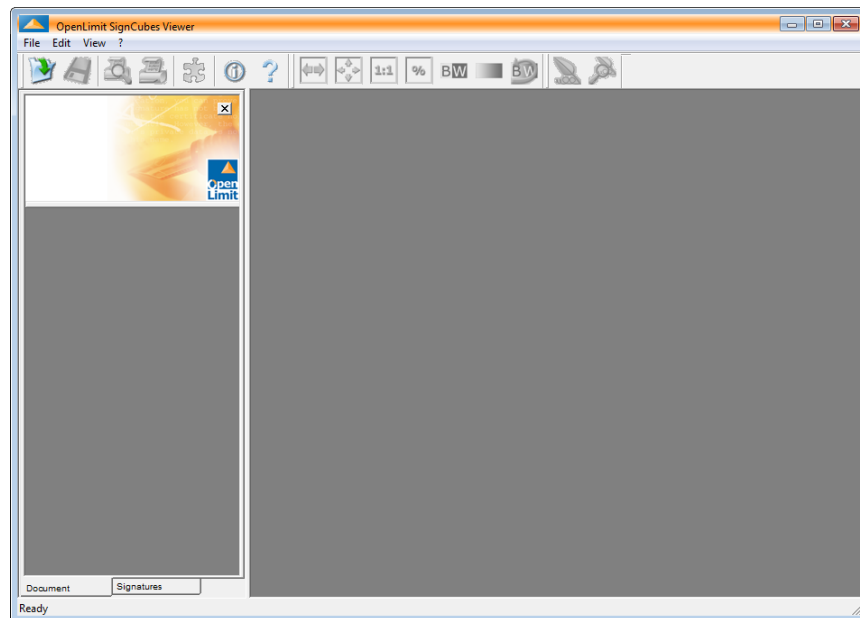 OpenLimit SignCubes Viewer
File Edit View ?
1:1 % BW BW
Open
Limit
Document Signatures
Ready